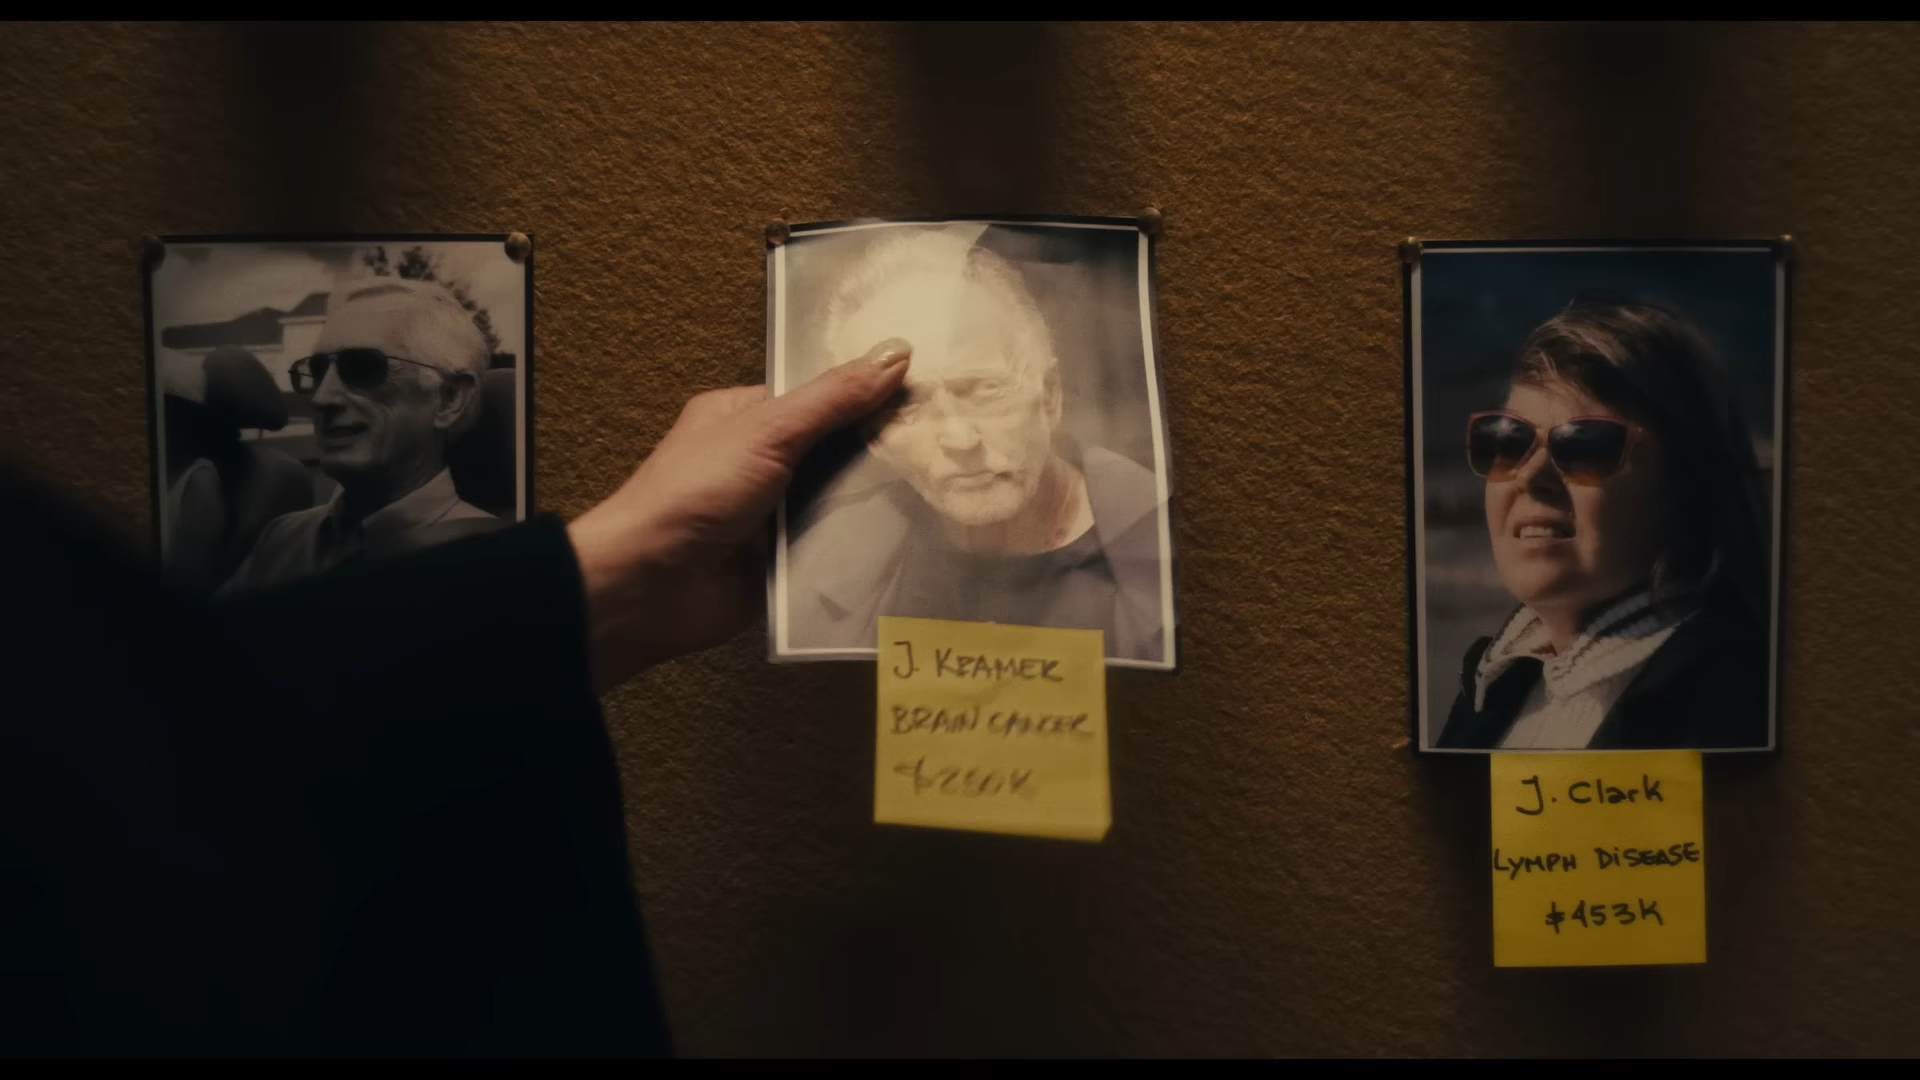 J. KRAMER
BRAIN CANCER
$250K
J. Clark
LYMPH DISEASE
$453K